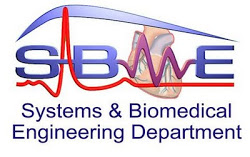 SBME
Systems & Biomedical
Engineering Department